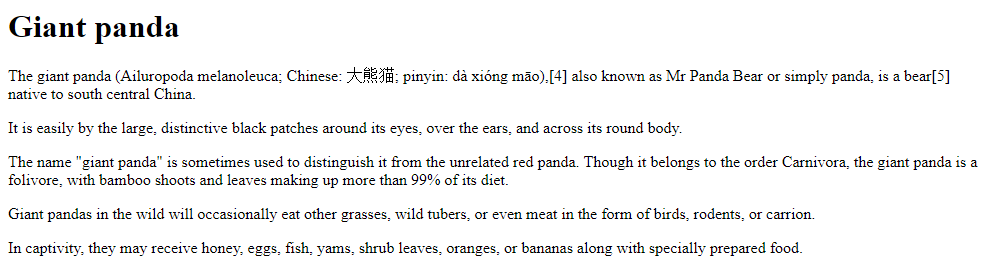 Giant panda
The giant panda (Ailuropoda melanoleuca; Chinese: 大熊猫; pinyin: dà xióng māo),[4] also known as Mr Panda Bear or simply panda, is a bear[5]
native to south central China.
It is easily by the large, distinctive black patches around its eyes, over the ears, and across its round body.
The name "giant panda" is sometimes used to distinguish it from the unrelated red panda. Though it belongs to the order Carnivora, the giant panda is a
folivore, with bamboo shoots and leaves making up more than 99% of its diet.
Giant pandas in the wild will occasionally eat other grasses, wild tubers, or even meat in the form of birds, rodents, or carrion.
In captivity, they may receive honey, eggs, fish, yams, shrub leaves, oranges, or bananas along with specially prepared food.